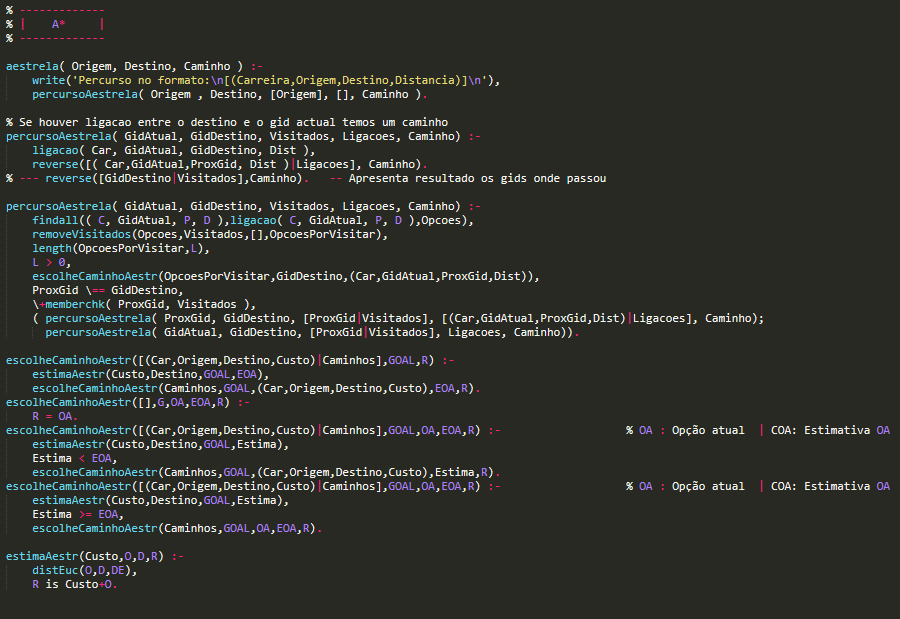 % -------------
% |    A*     |
% -------------
aestrela( Origem, Destino, Caminho ) :-
    write('Percurso no formato:\n[(Carreira,Origem,Destino,Distancia)]\n'),
    percursoAestrela( Origem , Destino, [Origem], [], Caminho ).
% Se houver ligacao entre o destino e o gid actual temos um caminho
percursoAestrela( GidAtual, GidDestino, Visitados, Ligacoes, Caminho) :-
    ligacao( Car, GidAtual, GidDestino, Dist ),
    reverse([( Car,GidAtual,ProxGid, Dist )|Ligacoes], Caminho).
% --- reverse([GidDestino|Visitados],Caminho).   -- Apresenta resultado os gids onde passou
percursoAestrela( GidAtual, GidDestino, Visitados, Ligacoes, Caminho) :-
    findall(( C, GidAtual, P, D ),ligacao( C, GidAtual, P, D ),Opcoes),
    removeVisitados(Opcoes,Visitados,[],OpcoesPorVisitar),
    length(OpcoesPorVisitar,L),
    L > 0,
    escolheCaminhoAestr(OpcoesPorVisitar,GidDestino,(Car,GidAtual,ProxGid,Dist)),
    ProxGid \== GidDestino,
    \+memberchk( ProxGid, Visitados ),
    ( percursoAestrela( ProxGid, GidDestino, [ProxGid|Visitados], [(Car,GidAtual,ProxGid,Dist)|Ligacoes], Caminho);
      percursoAestrela( GidAtual, GidDestino, [ProxGid|Visitados], Ligacoes, Caminho)).
escolheCaminhoAestr([(Car,Origem,Destino,Custo)|Caminhos],GOAL,R) :-
    estimaAestr(Custo,Destino,GOAL,EOA),
    escolheCaminhoAestr(Caminhos,GOAL,(Car,Origem,Destino,Custo),EOA,R).
escolheCaminhoAestr([],G,OA,EOA,R) :-
    R = OA.
escolheCaminhoAestr([(Car,Origem,Destino,Custo)|Caminhos],GOAL,OA,EOA,R) :-                   % OA : Opção atual  | COA: Estimativa OA
    estimaAestr(Custo,Destino,GOAL,Estima),
    Estima < EOA,
    escolheCaminhoAestr(Caminhos,GOAL,(Car,Origem,Destino,Custo),Estima,R).
escolheCaminhoAestr([(Car,Origem,Destino,Custo)|Caminhos],GOAL,OA,EOA,R) :-                   % OA : Opção atual  | COA: Estimativa OA
    estimaAestr(Custo,Destino,GOAL,Estima),
    Estima >= EOA,
    escolheCaminhoAestr(Caminhos,GOAL,OA,EOA,R).
estimaAestr(Custo,O,D,R) :-
    distEuc(O,D,DE),
    R is Custo+O.